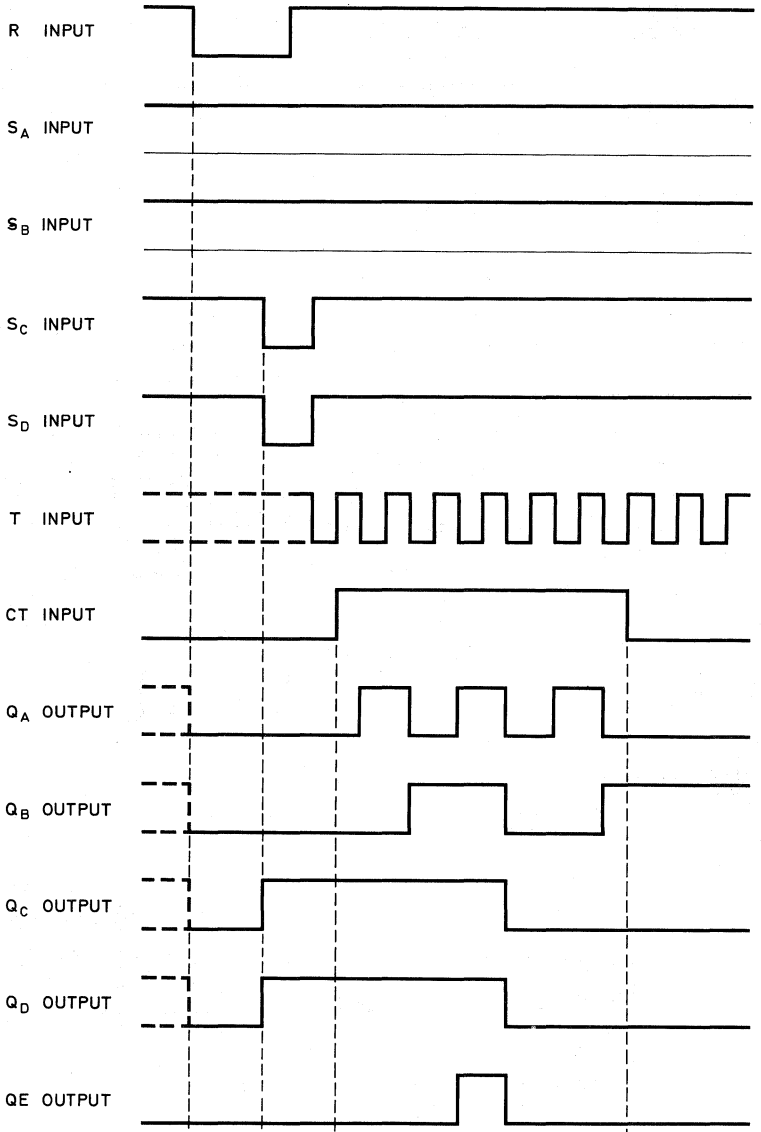 R INPUT
SA INPUT
SB INPUT
SC INPUT
SD INPUT
T INPUT
CT INPUT
QA OUTPUT
QB OUTPUT
QC OUTPUT
QD OUTPUT
QE OUTPUT